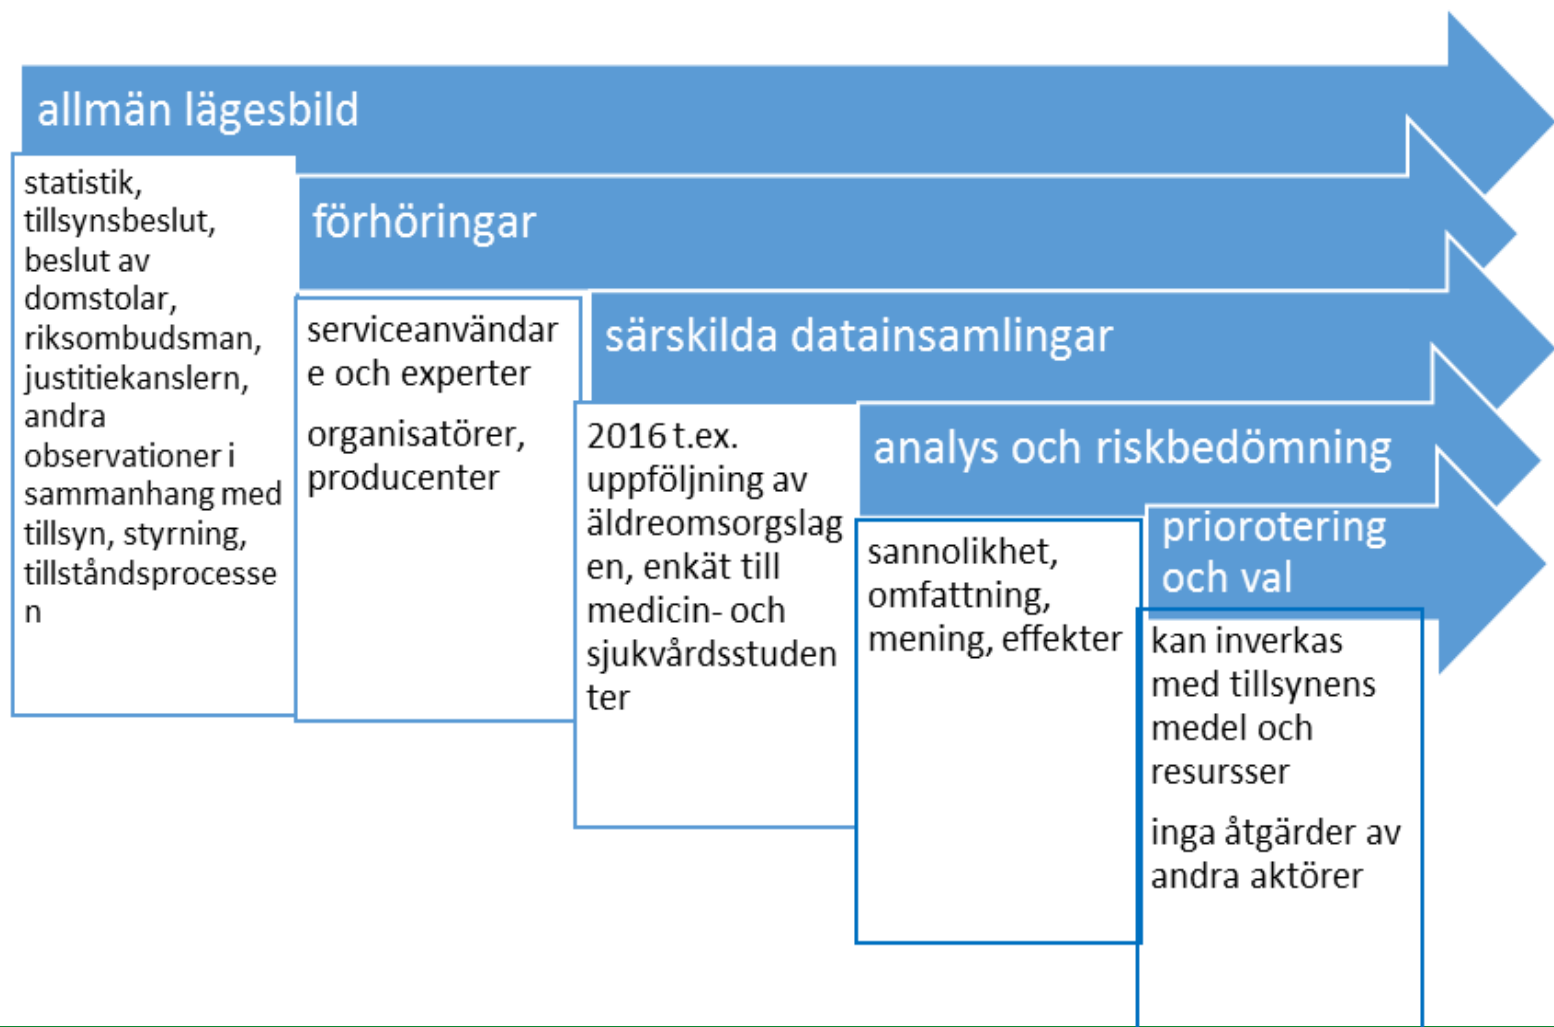 allmän lägesbild
statistik,
tillsynsbeslut,
beslut av
domstolar,
riksombudsman,
justitiekanslern,
andra
observationer i
sammanhang med
tillsyn, styrning,
tillståndsprocesse
n
förhöringar
serviceanvändar
e och experter
organisatörer,
producenter
särskilda datainsamlingar
2016 t.ex.
uppföljning av
äldreomsorgslag
en, enkät till
medicin- och
sjukvårdsstuden
ter
analys och riskbedömning
sannolikhet,
omfattning,
mening, effekter
priorotering
och val
kan inverkas
med tillsynens
medel och
resursser
inga åtgärder av
andra aktörer